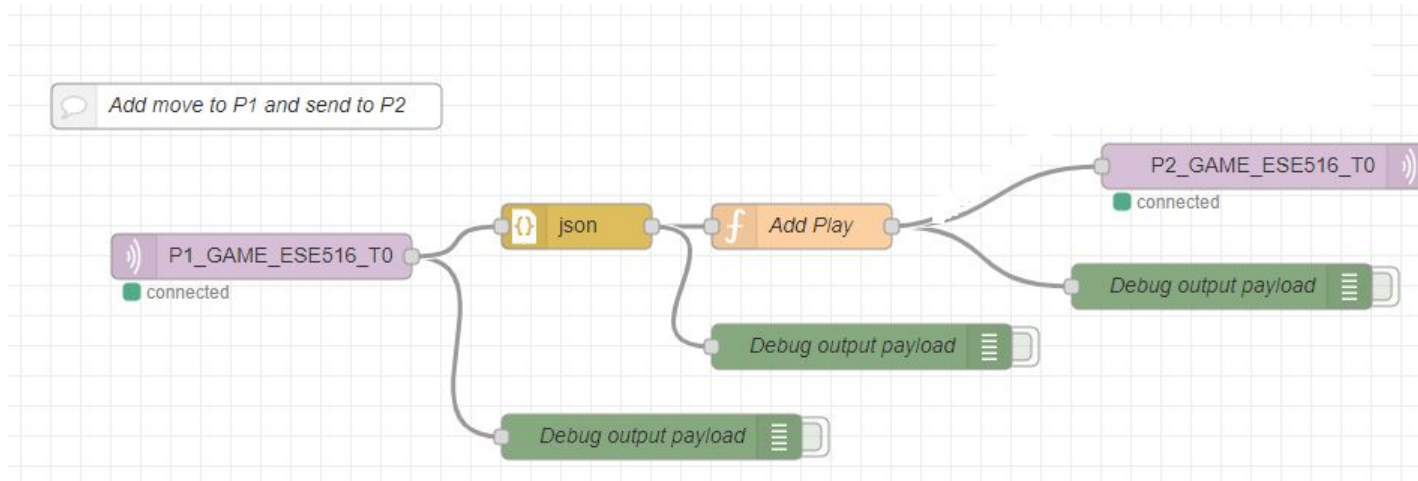 Add move to P1 and send to P2
P2_GAME_ESE516_T0
connected
json
Add Play
P1_GAME_ESE516_T0
connected
Debug output payload
Debug output payload
Debug output payload